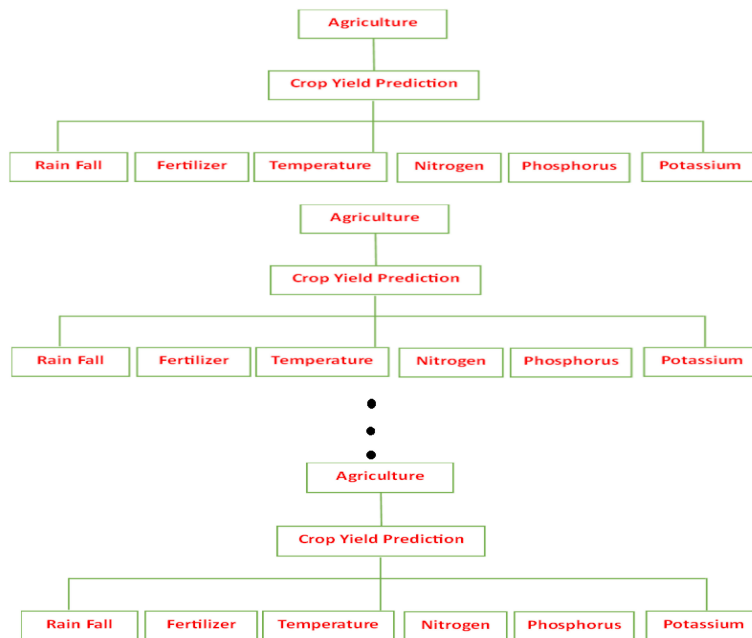 Agriculture
Crop Yield Prediction
Rain Fall
Fertilizer
Temperature
Nitrogen
Phosphorus
Potassium
Agriculture
Crop Yield Prediction
Rain Fall
Fertilizer
Temperature
Nitrogen
Phosphorus
Potassium
Agriculture
Crop Yield Prediction
Rain Fall
Fertilizer
Temperature
Nitrogen
Phosphorus
Potassium